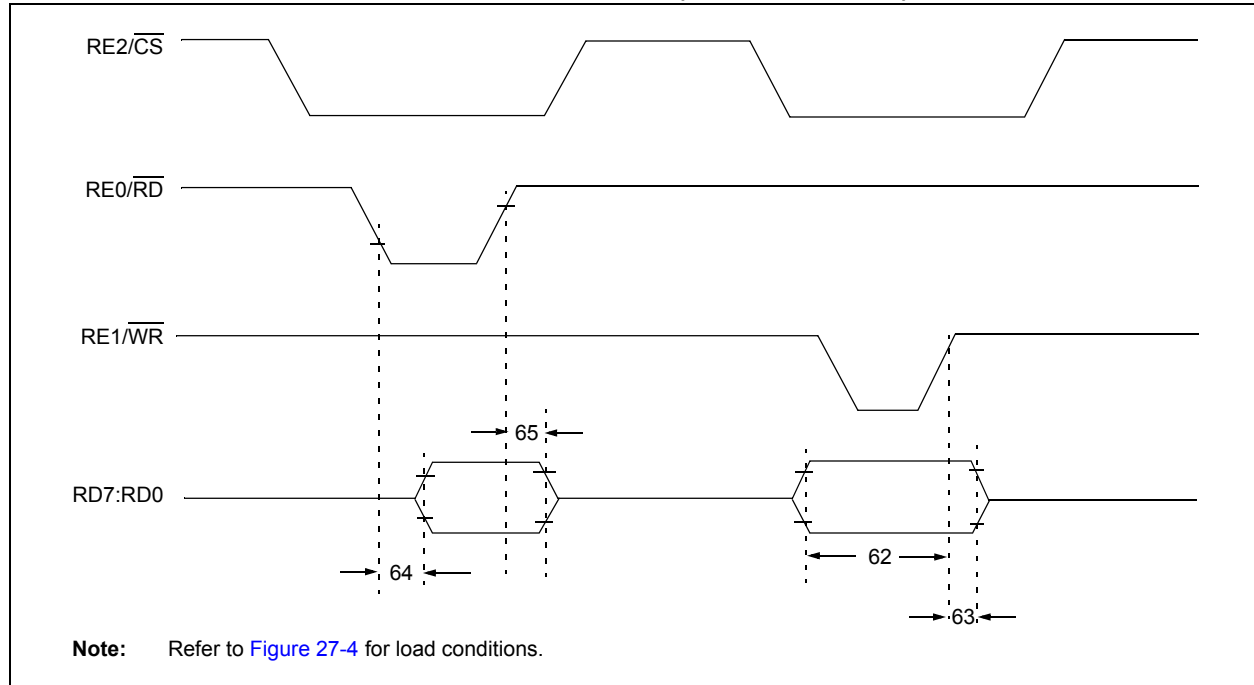 RE2/CS
RE0/RD
RE1/WR
65
RD7:RD0
62
64
63
Note: Refer to Figure 27-4 for load conditions.